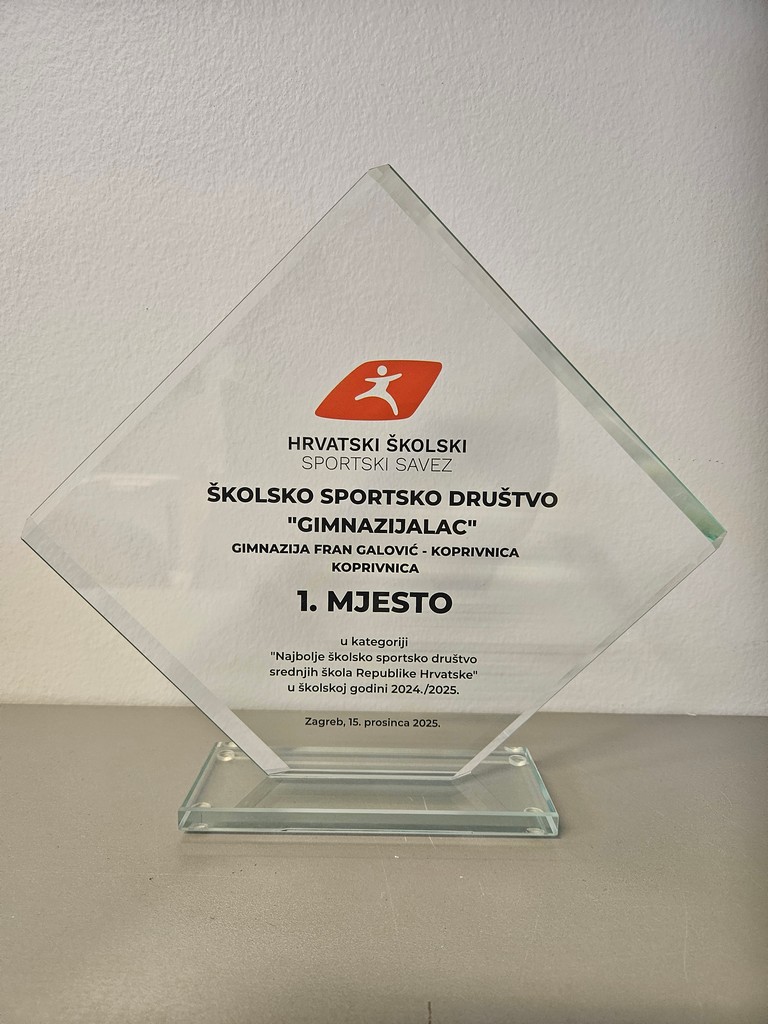 HRVATSKI ŠKOLSKI
SPORTSKI SAVEZ
ŠKOLSKO SPORTSKO DRUŠTVO
"GIMNAZIJALAC"
GIMNAZIJA FRAN GALOVIĆ - KOPRIVNICA
KOPRIVNICA
1. MJESTO
u kategoriji
"Najbolje školsko sportsko društvo
srednjih škola Republike Hrvatske"
u školskoj godini 2024./2025.
Zagreb, 15. prosinca 2025.